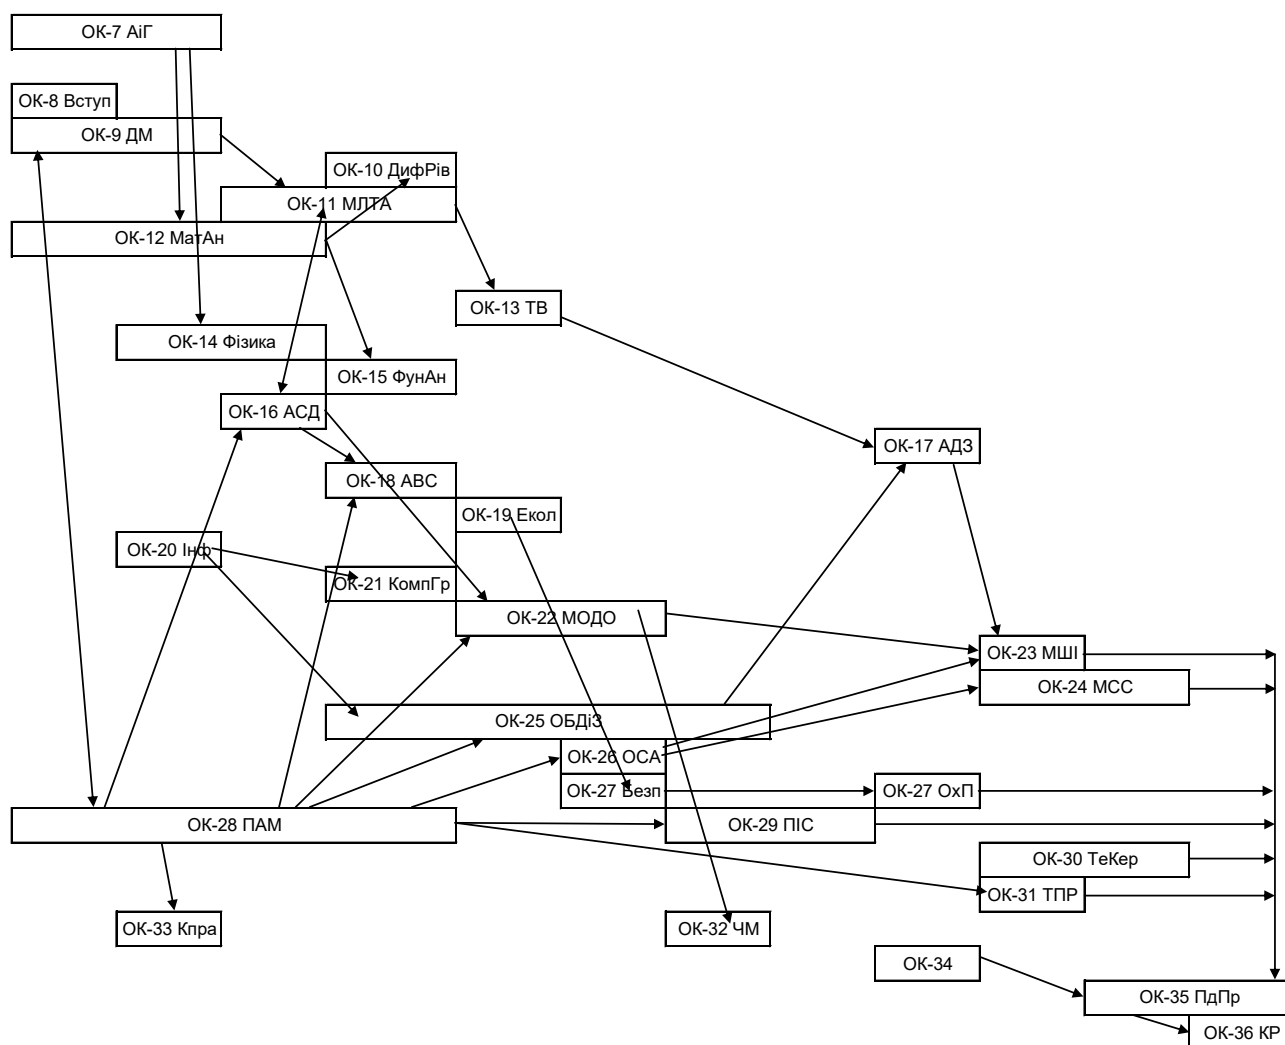 ОК-7 АіГ
ОК-8 Вступ
ОК-9 ДМ
ОК-10 ДифРів
ОК-11 МЛТА
ОК-12 МатАн
ОК-13 ТВ
ОК-14 Фізика
ОК-15 ФунАн
ОК-16 АСД
ОК-17 АДЗ
ОК-18 АВС
ОК-19 Екол
ОК-20 Інф
ОК-21 КомпГр
ОК-22 МОДО
ОК-23 МШІ
ОК-24 МСС
ОК-25 ОБДіЗ
ОК-26 ОСА
ОК-27 Безп
ОК-27 ОхП
ОК-28 ПАМ
ОК-29 ПІС
ОК-30 ТеКер
ОК-31 ТПР
ОК-33 Кпра
ОК-32 ЧМ
ОК-34
ОК-35 ПдПр
ОК-36 КР